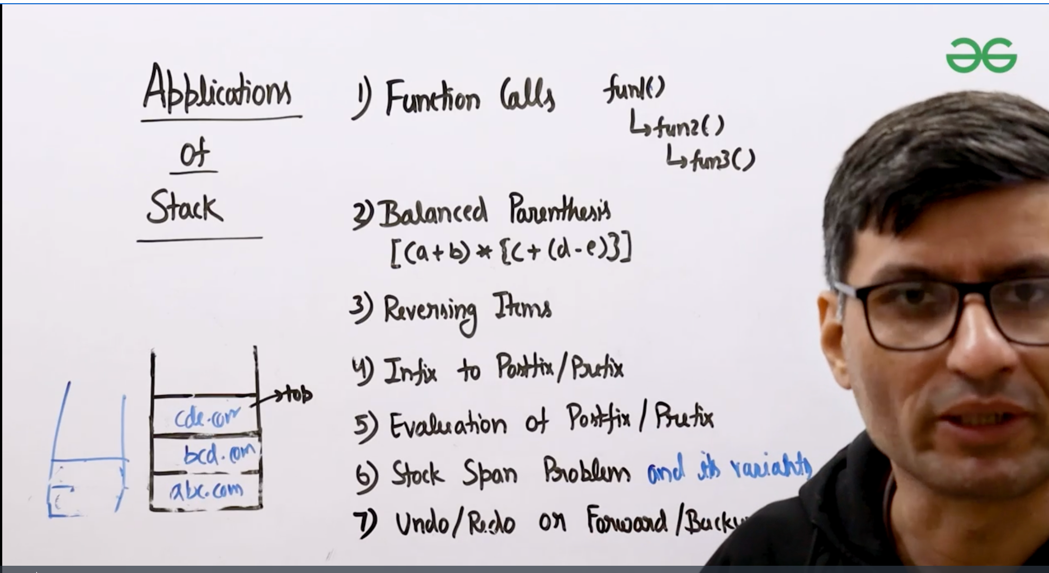 Applications
of
Stack
1) Function Calls
fun1()
↳fun2()
↳fun3()
2) Balanced Parenthesis
[(a+b) * {c+(d-e)}]
3) Reversing Items
4) Infix to Postfix/Prefix
5) Evaluation of Postfix/Prefix
6) Stock Span Problem and its variants
7) Undo/Redo or Forward/Backw
→top
cde.com
bcd.com
abc.com